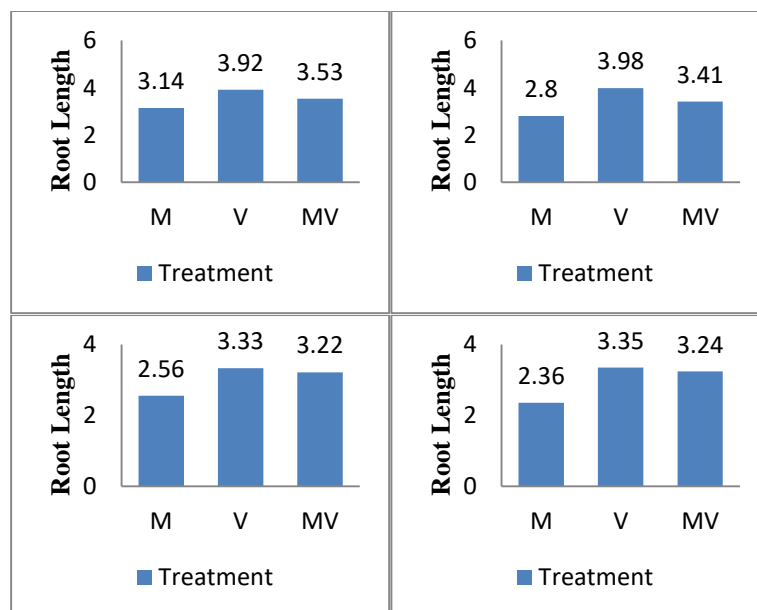 Root Length
6
4
2
0
3.14 3.92 3.53
M V MV
Treatment
Root Length
6
4
2
0
2.8 3.98 3.41
M V MV
Treatment
Root Length
4
2
0
2.56 3.33 3.22
M V MV
Treatment
Root Length
4
2
0
2.36 3.35 3.24
M V MV
Treatment